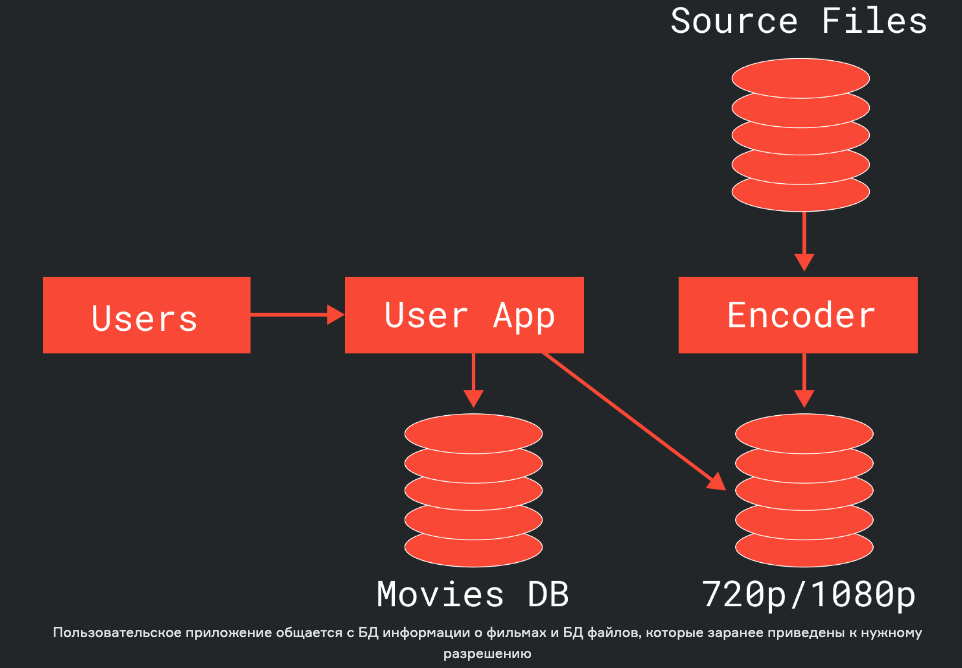 Source Files
Users
User App
Encoder
Movies DB
720p/1080p
Пользовательское приложение общается с БД информации о фильмах и БД файлов, которые заранее приведены к нужному
разрешению